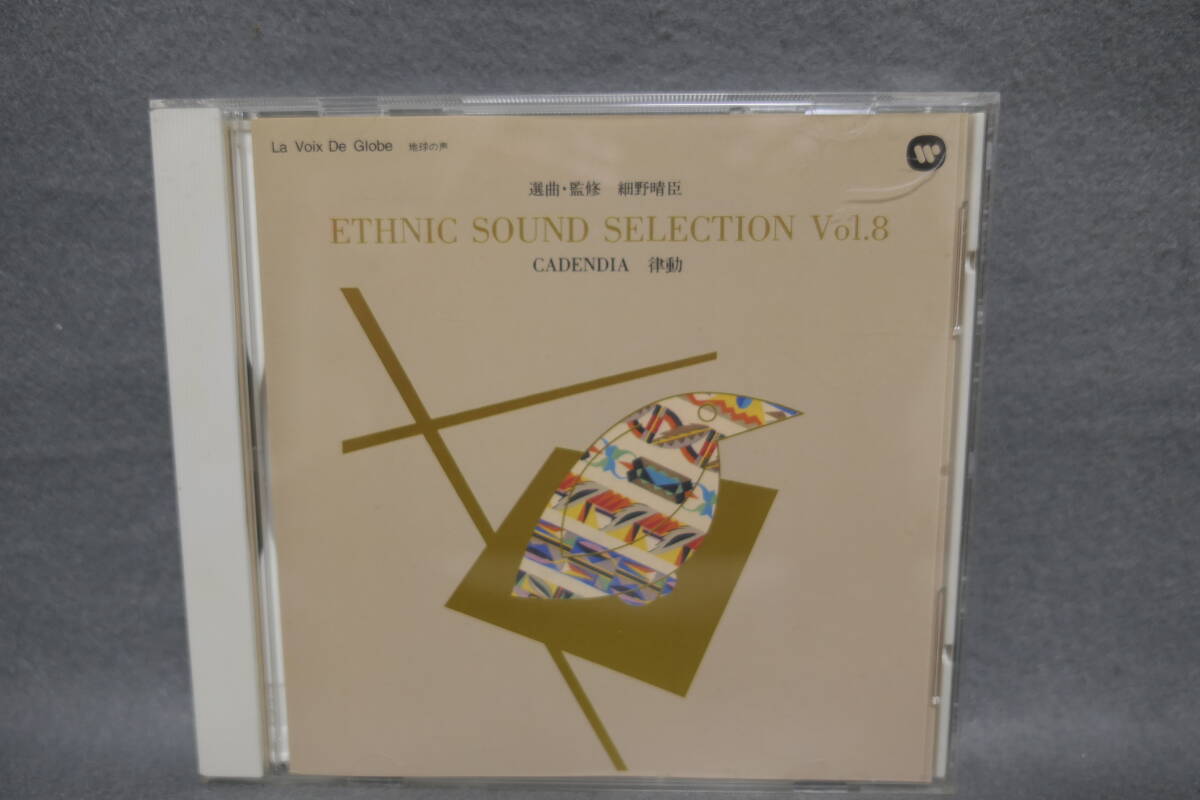 La Voix De Globe 地球の声
選曲・監修 細野晴臣
ETHNIC SOUND SELECTION Vol.8
CADENDIA 律動